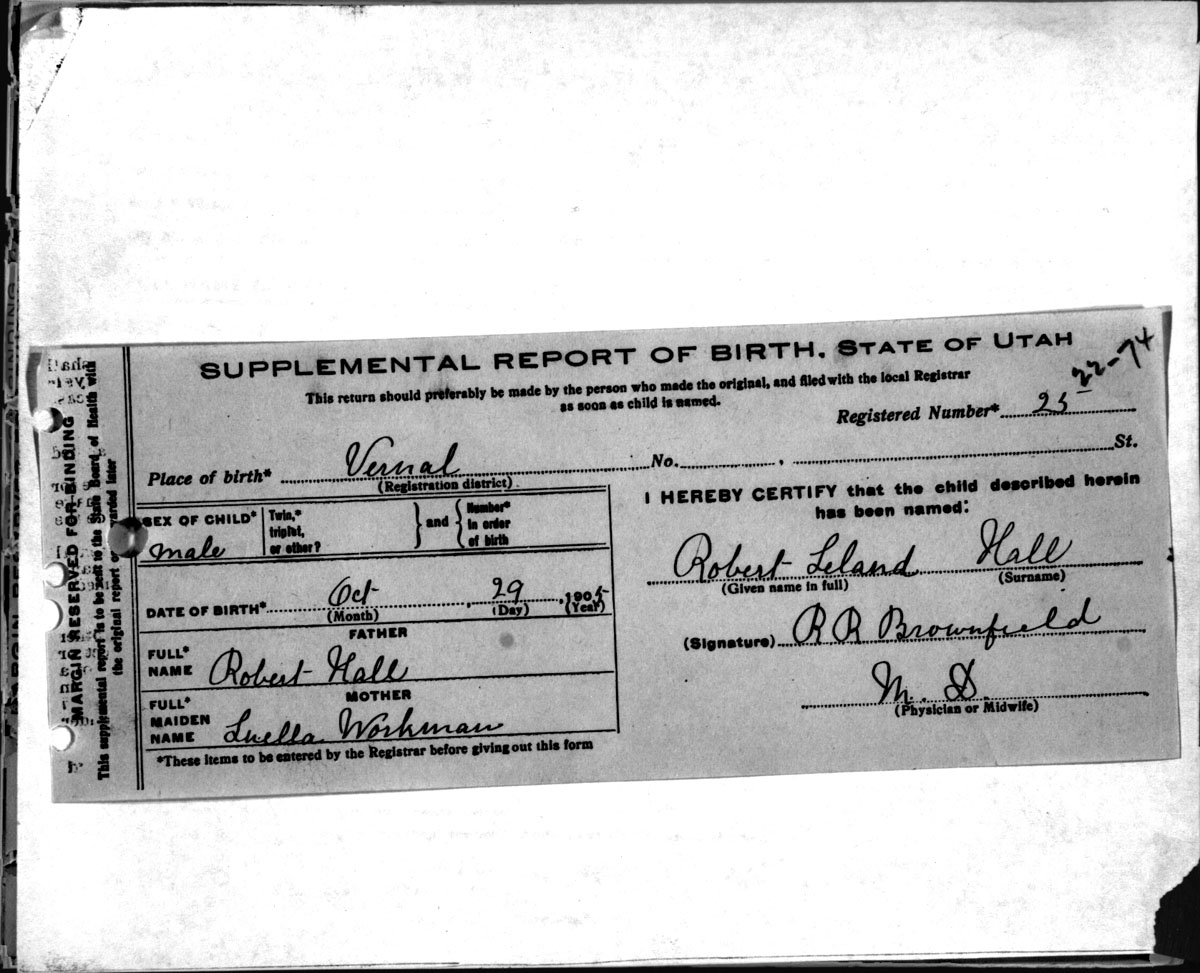 SUPPLEMENTAL REPORT OF BIRTH, STATE OF UTAH
22-74
This return should preferably be made by the person who made the original, and filed with the local Registrar
as soon as child is named.
Registered Number* 25
Place of birth* Vernal No. , St.
(Registration district)
SEX OF CHILD* male
Twin,* triplet, or other?
} and {
Number* in order of birth
DATE OF BIRTH* Oct , 29 , 1905
(Month) (Day) (Year)
FATHER
FULL* NAME Robert Hall
MOTHER
FULL* MAIDEN NAME Luella Workman
*These items to be entered by the Registrar before giving out this form
I HEREBY CERTIFY that the child described herein
has been named:
Robert Leland Hall
(Given name in full) (Surname)
(Signature) R R Brownfield
M. D.
(Physician or Midwife)
MARGIN RESERVED FOR BINDING
This supplemental report is to be sent to the State Board of Health with
the original report or later